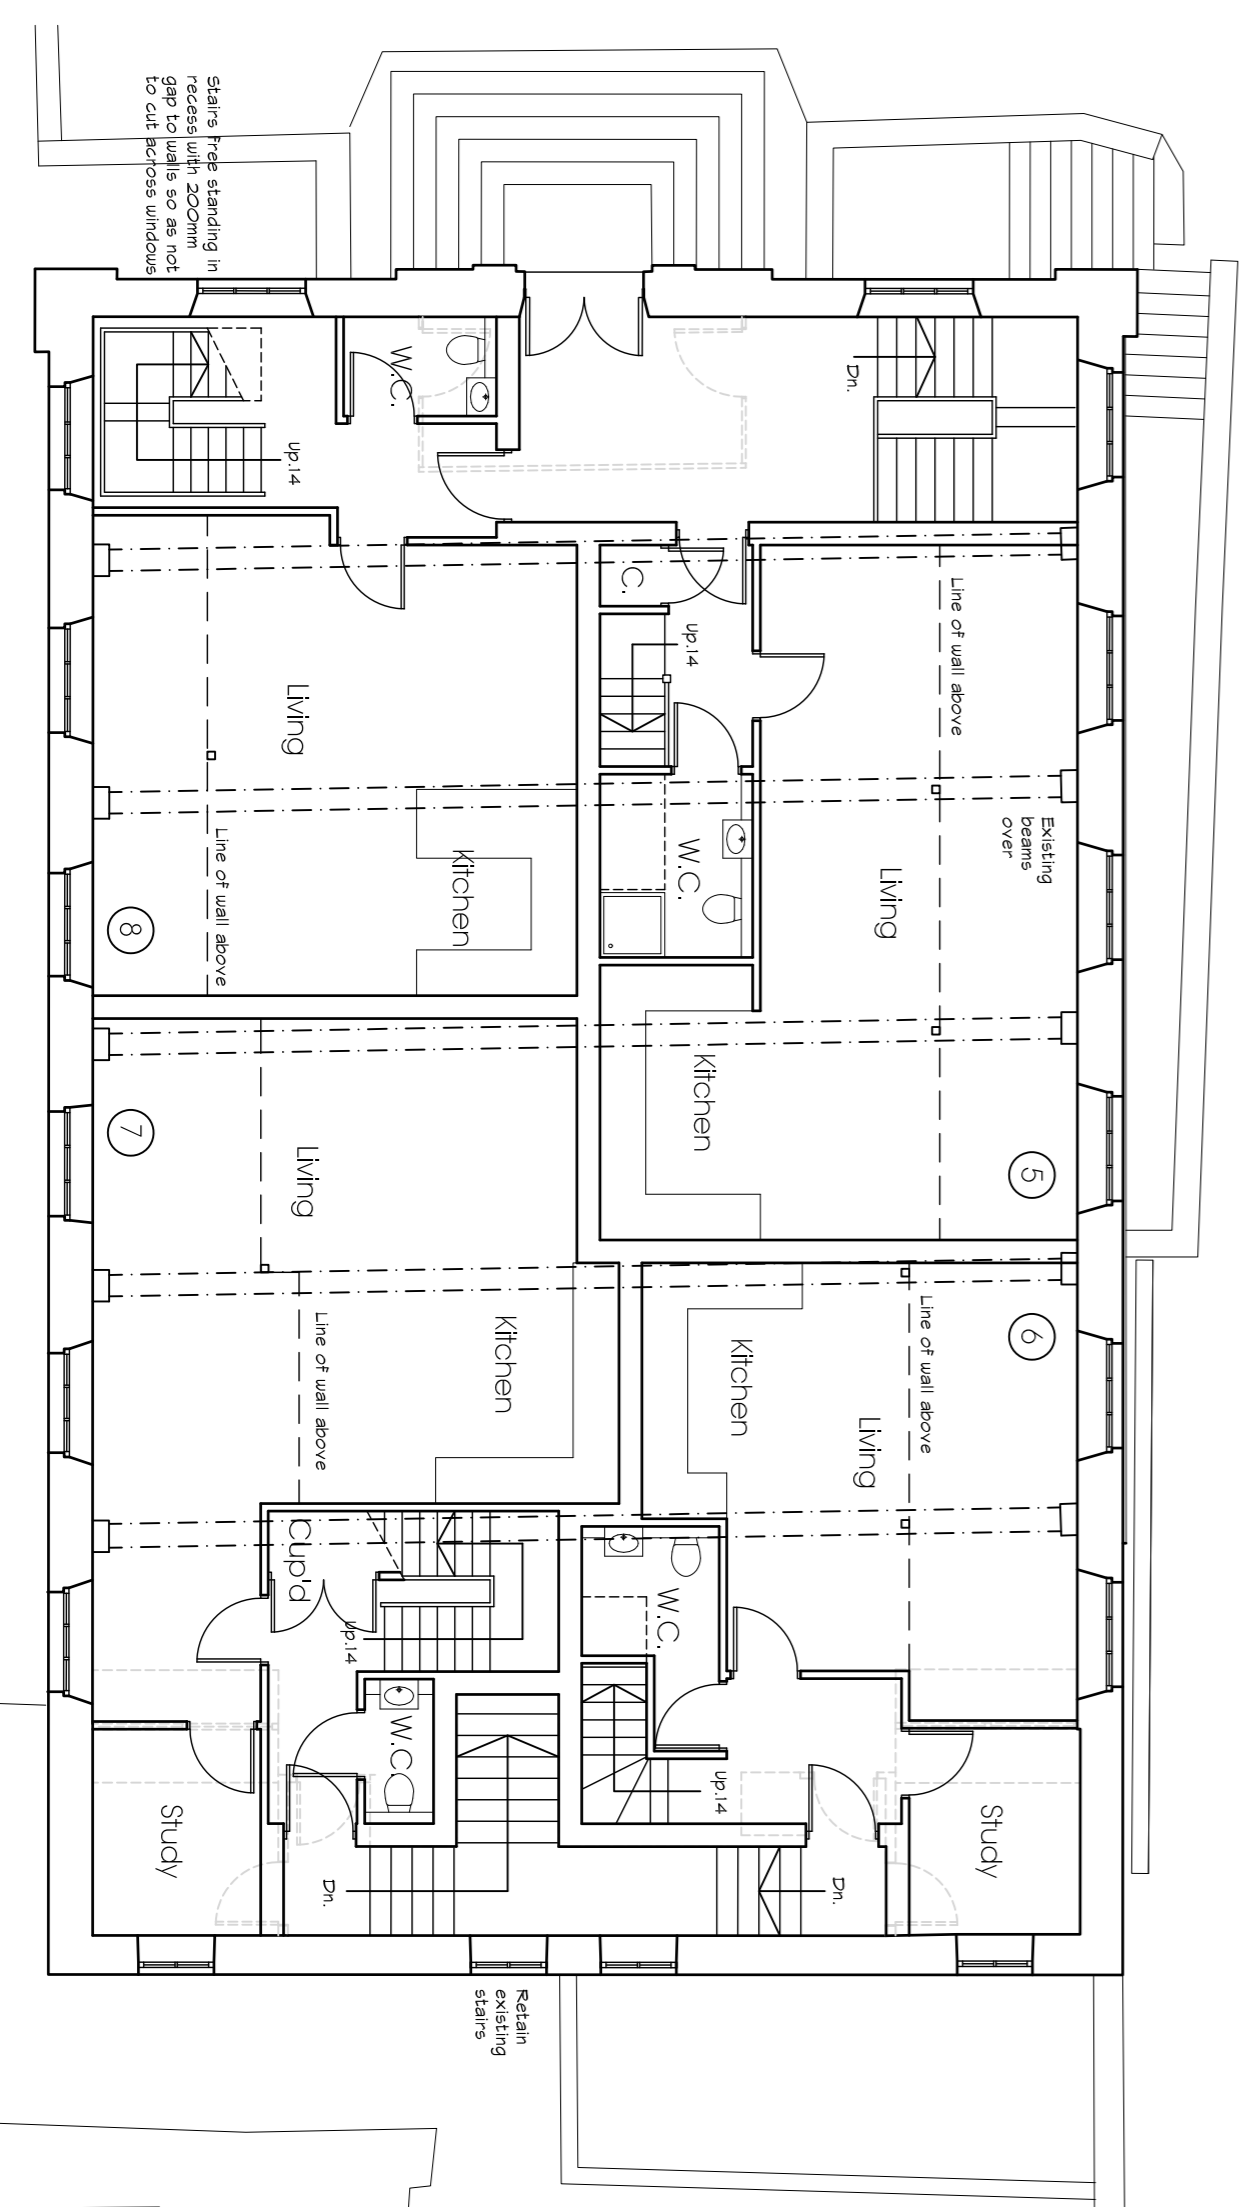 Stairs free standing in
recess with 200mm
gap to walls so as not
to cut across windows
W.C.
Dn.
Up.14
C.
Up.14
Line of wall above
Living
Living
Existing
beams
over
W.C.
Kitchen
Line of wall above
8
Kitchen
5
7
Living
6
Line of wall above
Kitchen
Kitchen
Living
Line of wall above
Cup'd
Up.14
W.C.
W.C.
Up.14
Study
Study
Dn.
Dn.
Retain
existing
stairs